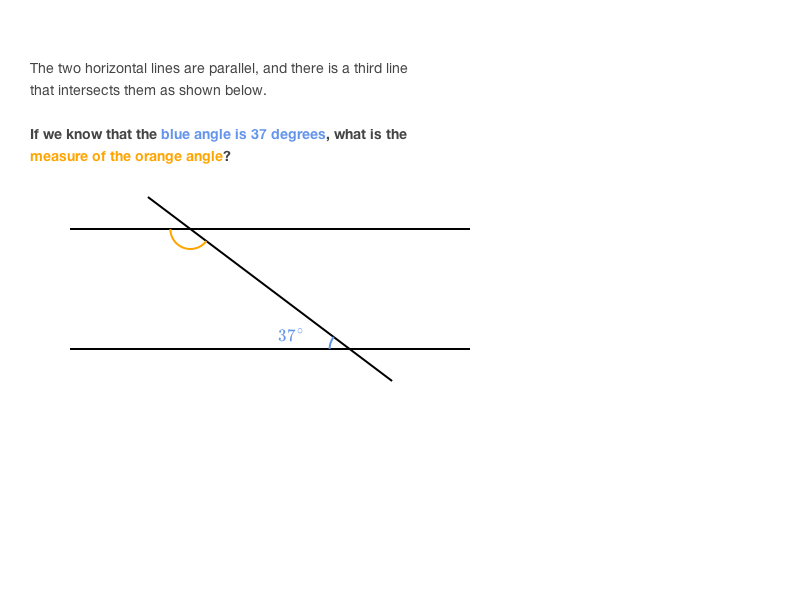 The two horizontal lines are parallel, and there is a third line
that intersects them as shown below.
If we know that the blue angle is 37 degrees, what is the
measure of the orange angle?
37°